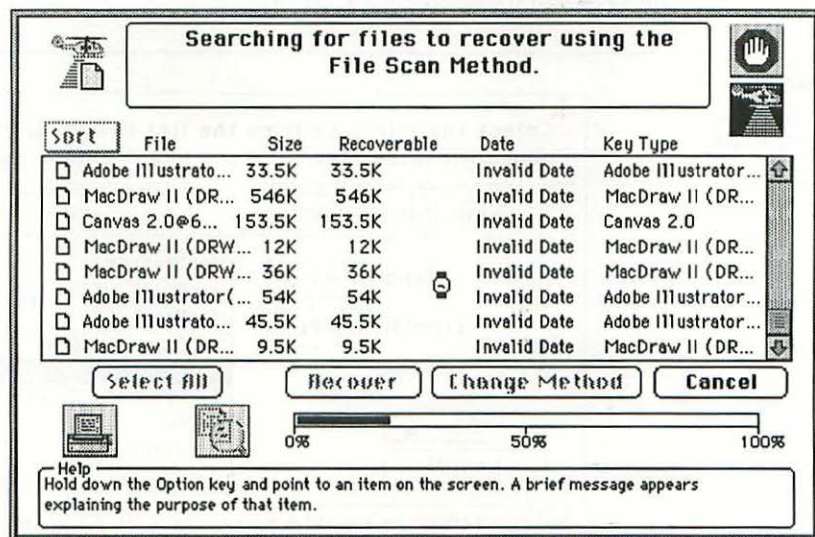 Searching for files to recover using the
File Scan Method.
Sort File Size Recoverable Date Key Type
Adobe Illustrato... 33.5K 33.5K Invalid Date Adobe Illustrator...
MacDraw II (DR... 546K 546K Invalid Date MacDraw II (DR...
Canvas 2.0@6... 153.5K 153.5K Invalid Date Canvas 2.0
MacDraw II (DRW... 12K 12K Invalid Date MacDraw II (DR...
MacDraw II (DRW... 36K 36K Invalid Date MacDraw II (DR...
Adobe Illustrator(... 54K 54K Invalid Date Adobe Illustrator...
Adobe Illustrato... 45.5K 45.5K Invalid Date Adobe Illustrator...
MacDraw II (DR... 9.5K 9.5K Invalid Date MacDraw II (DR...
Select All Recover Change Method Cancel
0% 50% 100%
Help
Hold down the Option key and point to an item on the screen. A brief message appears
explaining the purpose of that item.